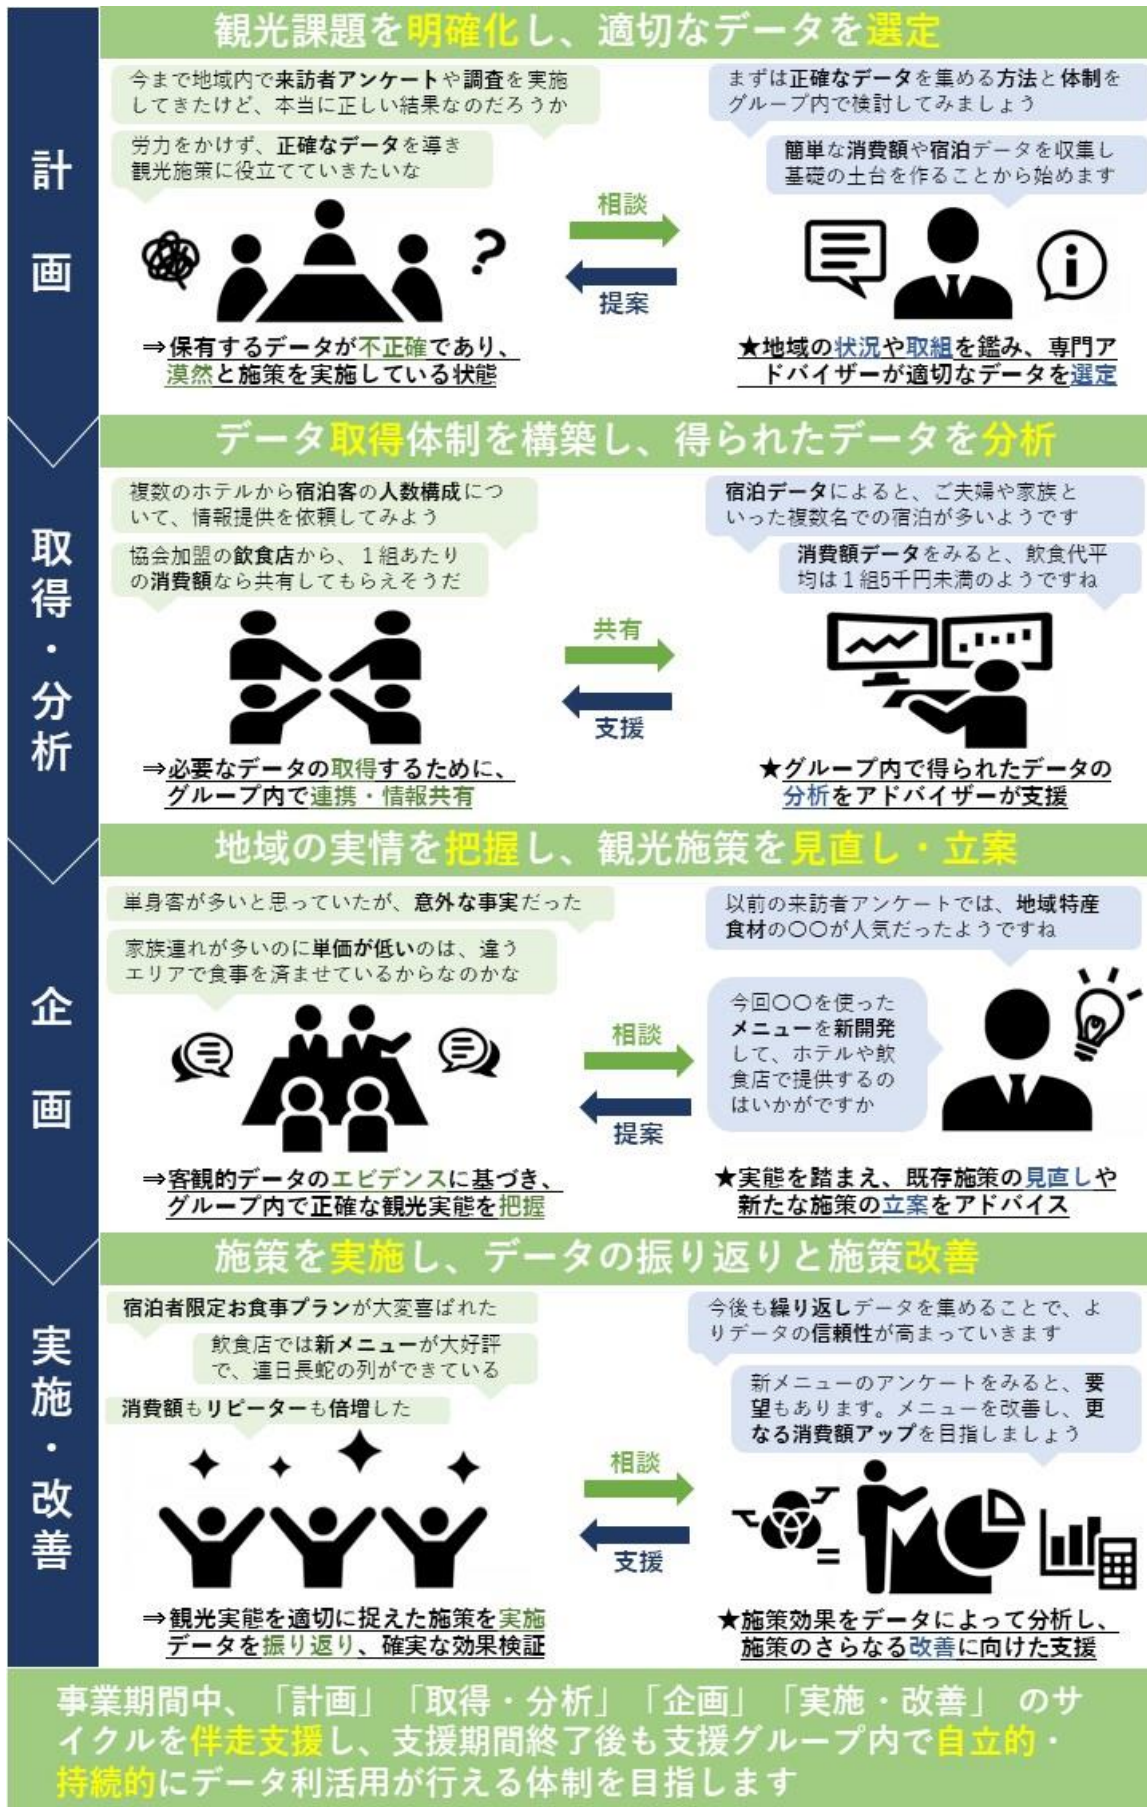 観光課題を明確化し、適切なデータを選定
計画
今まで地域内で来訪者アンケートや調査を実施
してきたけど、本当に正しい結果なのだろうか
労力をかけず、正確なデータを導き
観光施策に役立てていきたいな
まずは正確なデータを集める方法と体制を
グループ内で検討してみましょう
簡単な消費額や宿泊データを収集し
基礎の土台を作ることから始めます
相談
提案
?
i
⇒保有するデータが不正確であり、
漠然と施策を実施している状態
★地域の状況や取組を鑑み、専門ア
ドバイザーが適切なデータを選定
データ取得体制を構築し、得られたデータを分析
取得・分析
複数のホテルから宿泊客の人数構成につ
いて、情報提供を依頼してみよう
協会加盟の飲食店から、1組あたり
の消費額なら共有してもらえそうだ
宿泊データによると、ご夫婦や家族と
いった複数名での宿泊が多いようです
消費額データをみると、飲食代平
均は1組5千円未満のようですね
共有
支援
⇒必要なデータの取得するために、
グループ内で連携・情報共有
★グループ内で得られたデータの
分析をアドバイザーが支援
地域の実情を把握し、観光施策を見直し・立案
企画
単身客が多いと思っていたが、意外な事実だった
家族連れが多いのに単価が低いのは、違う
エリアで食事を済ませているからなのかな
以前の来訪者アンケートでは、地域特産
食材の〇〇が人気だったようですね
今回〇〇を使った
メニューを新開発
して、ホテルや飲
食店で提供するの
はいかがですか
相談
提案
⇒客観的データのエビデンスに基づき、
グループ内で正確な観光実態を把握
★実態を踏まえ、既存施策の見直しや
新たな施策の立案をアドバイス
施策を実施し、データの振り返りと施策改善
実施・改善
宿泊者限定お食事プランが大変喜ばれた
飲食店では新メニューが大好評
で、連日長蛇の列ができている
消費額もリピーターも倍増した
今後も繰り返しデータを集めることで、よ
りデータの信頼性が高まっていきます
新メニューのアンケートをみると、要
望もあります。メニューを改善し、更
なる消費額アップを目指しましょう
相談
支援
⇒観光実態を適切に捉えた施策を実施
データを振り返り、確実な効果検証
★施策効果をデータによって分析し、
施策のさらなる改善に向けた支援
事業期間中、「計画」「取得・分析」「企画」「実施・改善」 のサ
イクルを伴走支援し、支援期間終了後も支援グループ内で自立的・
持続的にデータ利活用が行える体制を目指します